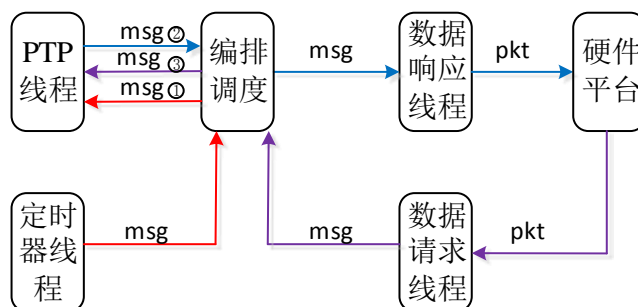 PTP
线程
msg②
msg③
msg①
编排
调度
msg
数据
响应
线程
pkt
硬件
平台
定时
器线
程
msg
msg
数据
请求
线程
pkt